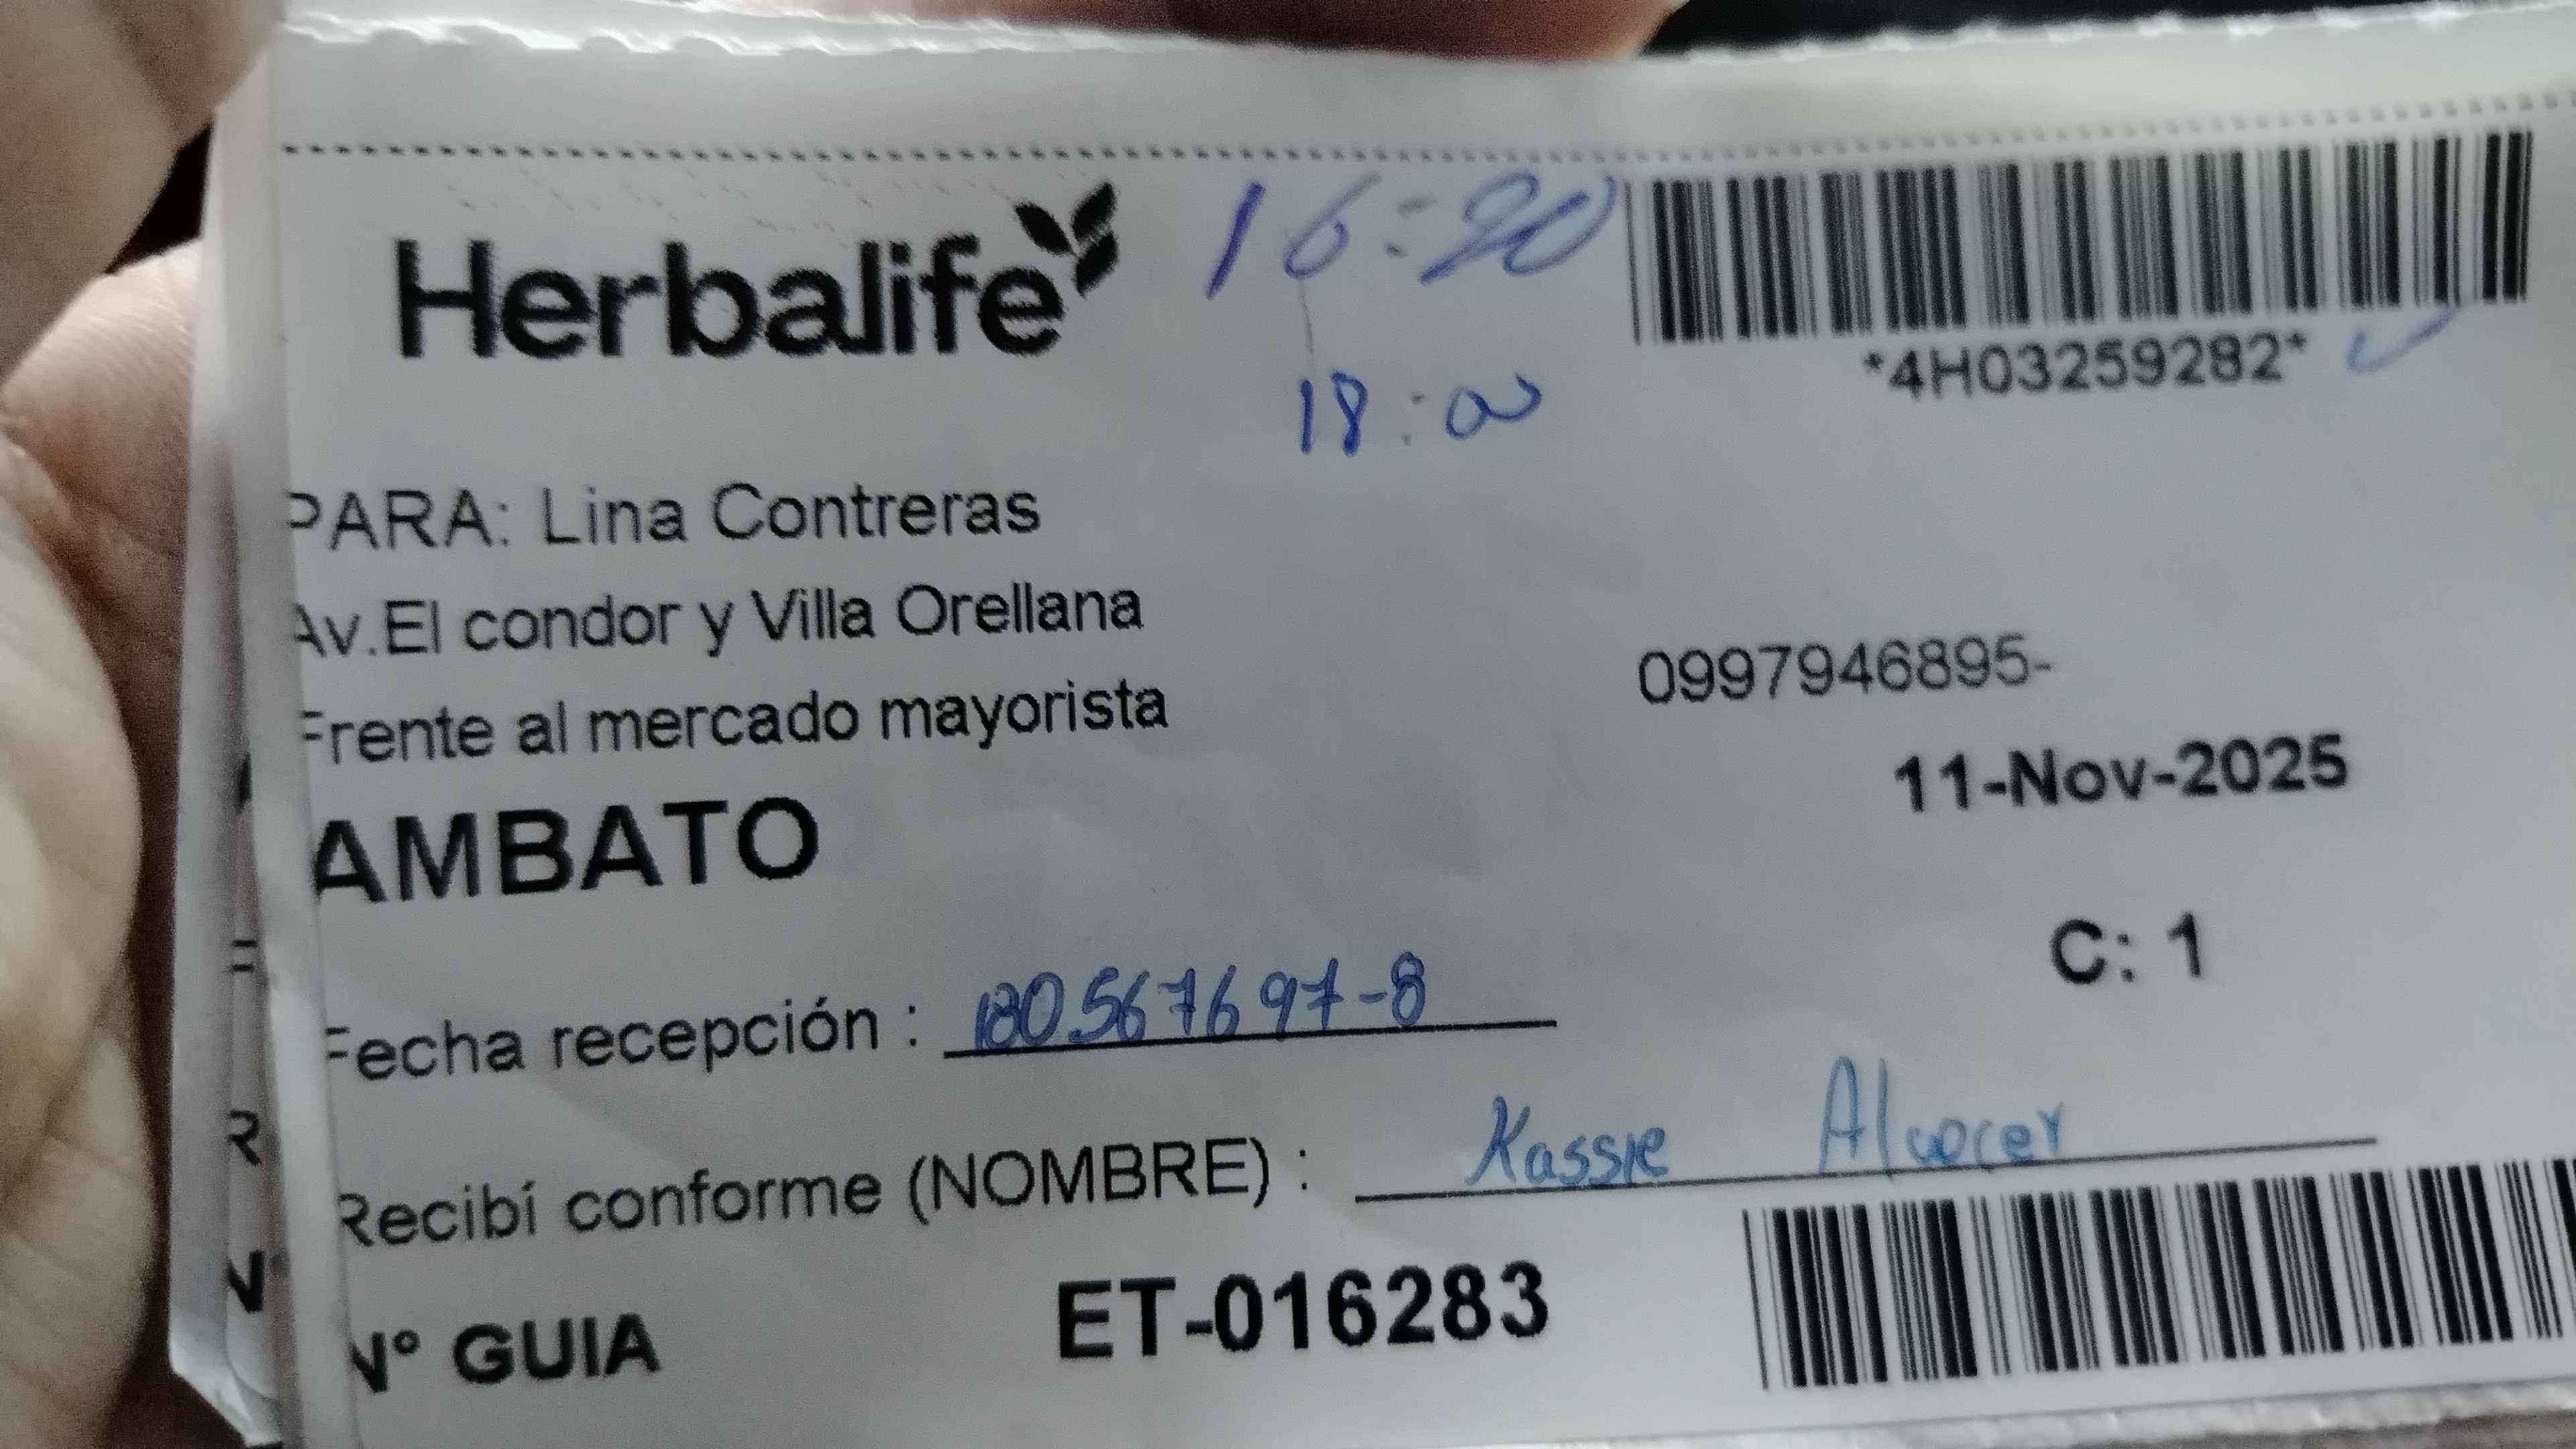 Herbalife 16:20
*4H03259282*
18:00
PARA: Lina Contreras
Av.El condor y Villa Orellana
0997946895-
Frente al mercado mayorista
11-Nov-2025
AMBATO
C: 1
Fecha recepción : 180567697-8
Recibí conforme (NOMBRE) : Kassie
N° GUIA ET-016283